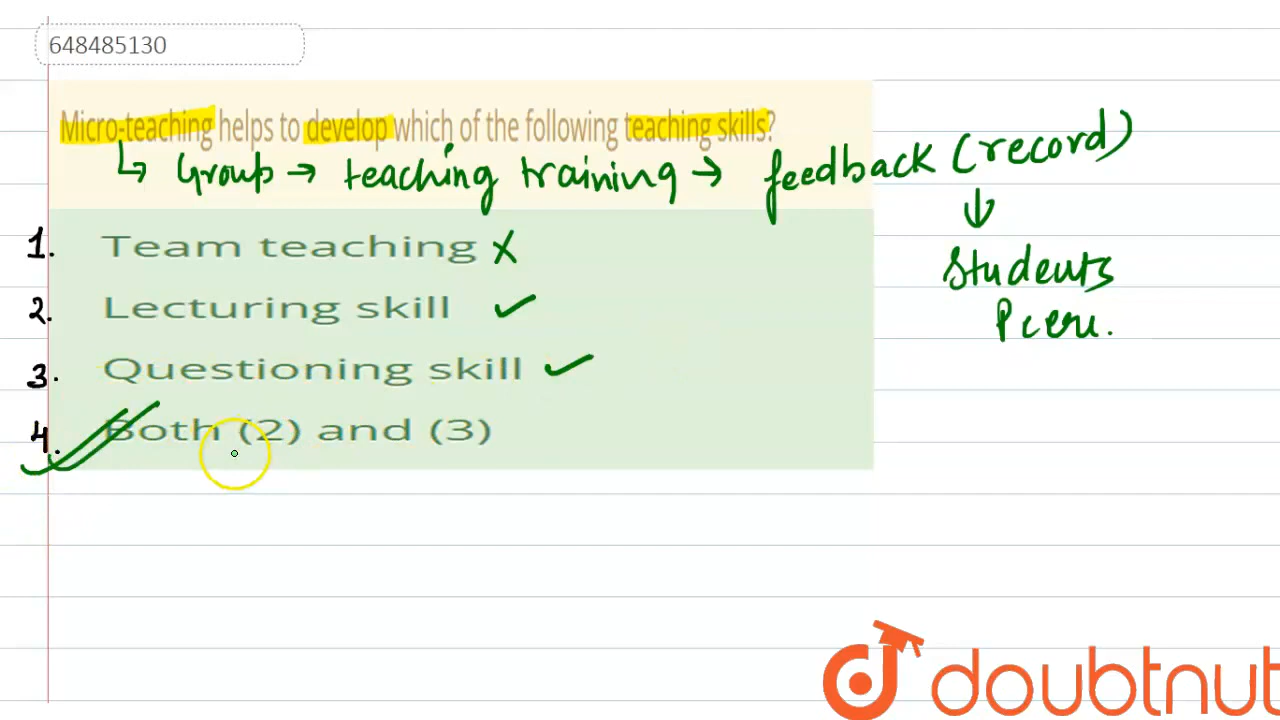 648485130
Micro-teaching helps to develop which of the following teaching skills?
↳ Group → teaching training → feedback (record)
↓
Students
1. Team teaching X
2. Lecturing skill ✓
3. Questioning skill ✓
4. Both (2) and (3)
doubtnut